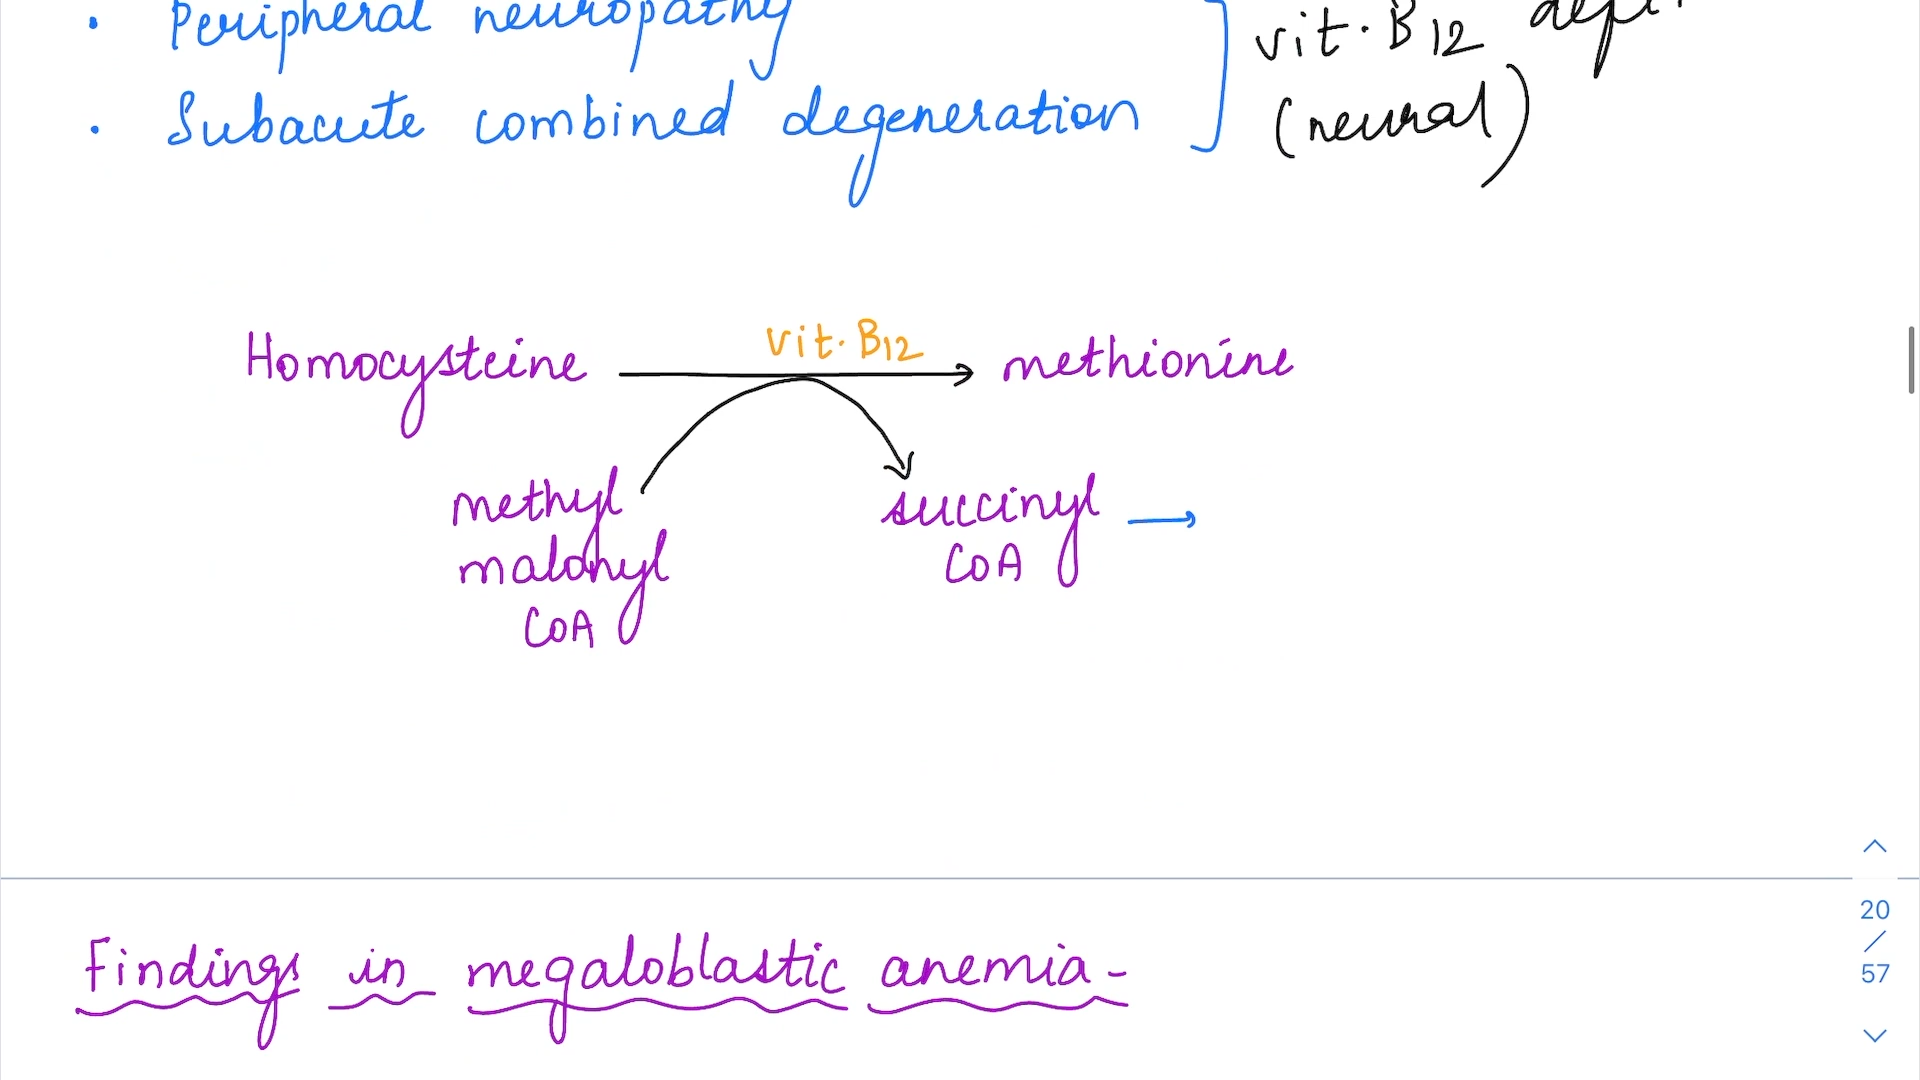 • Peripheral neuropathy
vit. B12
• Subacute combined degeneration
(neural)
Homocysteine → methionine
vit. B12
methyl
malonyl
CoA
succinyl →
CoA
20
/
57
Findings in megaloblastic anemia-